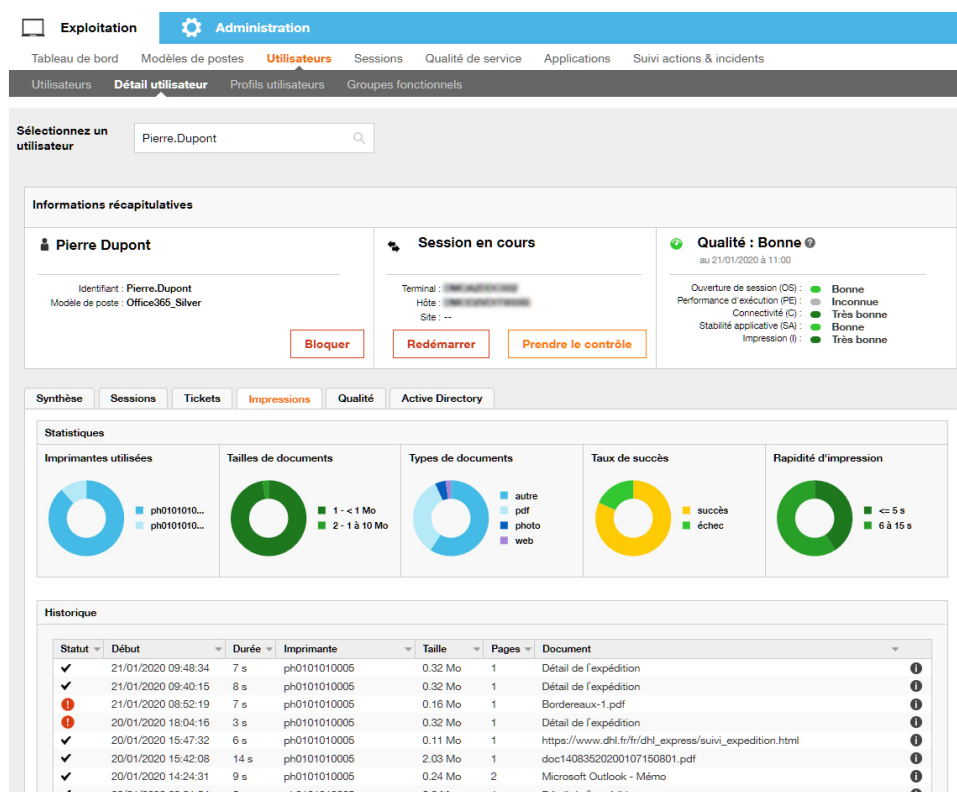 Exploitation Administration
Tableau de bord Modèles de postes Utilisateurs Sessions Qualité de service Applications Suivi actions & incidents
Utilisateurs Détail utilisateur Profils utilisateurs Groupes fonctionnels
Sélectionnez un
utilisateur
Pierre.Dupont
Informations récapitulatives
Pierre Dupont
Identifiant : Pierre.Dupont
Modèle de poste : Office365_Silver
Bloquer
Session en cours
Terminal :
Hôte :
Site : --
Redémarrer Prendre le contrôle
Qualité : Bonne ?
au 21/01/2020 à 11:00
Ouverture de session (OS) : Bonne
Performance d'exécution (PE) : Inconnue
Connectivité (C) : Très bonne
Stabilité applicative (SA) : Bonne
Impression (I) : Très bonne
Synthèse Sessions Tickets Impressions Qualité Active Directory
Statistiques
Imprimantes utilisées
ph0101010...
ph0101010...
Tailles de documents
1 - < 1 Mo
2 - 1 à 10 Mo
Types de documents
autre
pdf
photo
web
Taux de succès
succès
échec
Rapidité d'impression
<= 5 s
6 à 15 s
Historique
Statut Début Durée Imprimante Taille Pages Document
21/01/2020 09:48:34 7 s ph0101010005 0.32 Mo 1 Détail de l'expédition
21/01/2020 09:40:15 8 s ph0101010005 0.32 Mo 1 Détail de l'expédition
21/01/2020 08:52:19 7 s ph0101010005 0.16 Mo 1 Bordereaux-1.pdf
20/01/2020 18:04:16 3 s ph0101010005 0.32 Mo 1 Détail de l'expédition
20/01/2020 15:47:32 6 s ph0101010005 0.11 Mo 1 https://www.dhl.fr/fr/dhl_express/suivi_expedition.html
20/01/2020 15:42:08 14 s ph0101010005 2.03 Mo 1 doc14083520200107150801.pdf
20/01/2020 14:24:31 9 s ph0101010005 0.24 Mo 2 Microsoft Outlook - Mémo